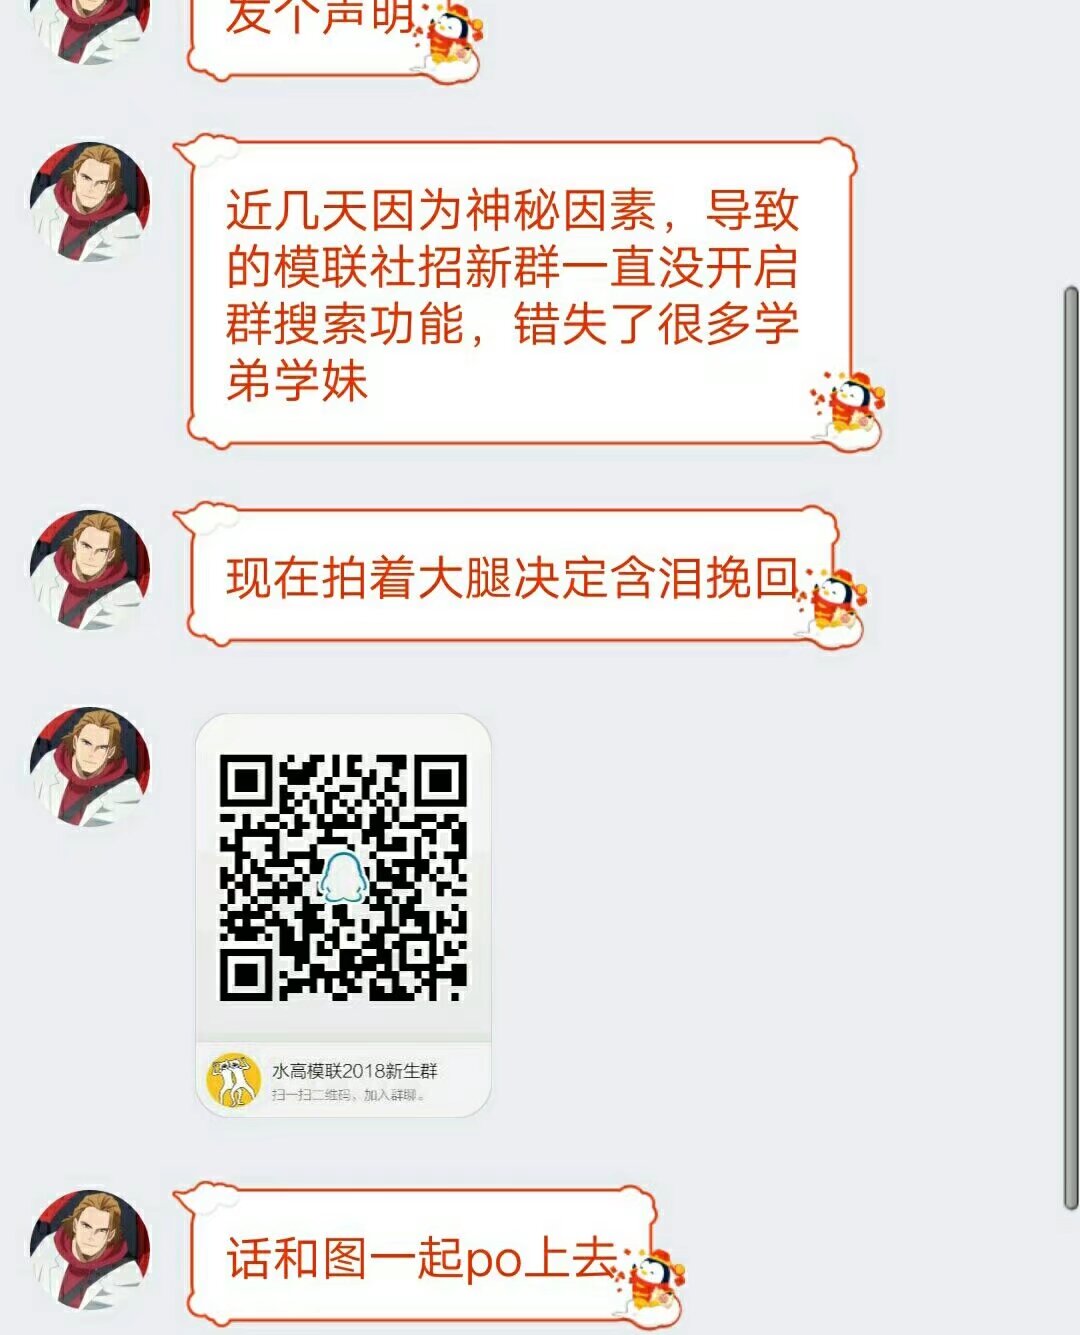 发个声明
近几天因为神秘因素，导致
的模联社招新群一直没开启
群搜索功能，错失了很多学
弟学妹
现在拍着大腿决定含泪挽回
水高模联2018新生群
扫一扫二维码，加入群聊。
话和图一起po上去